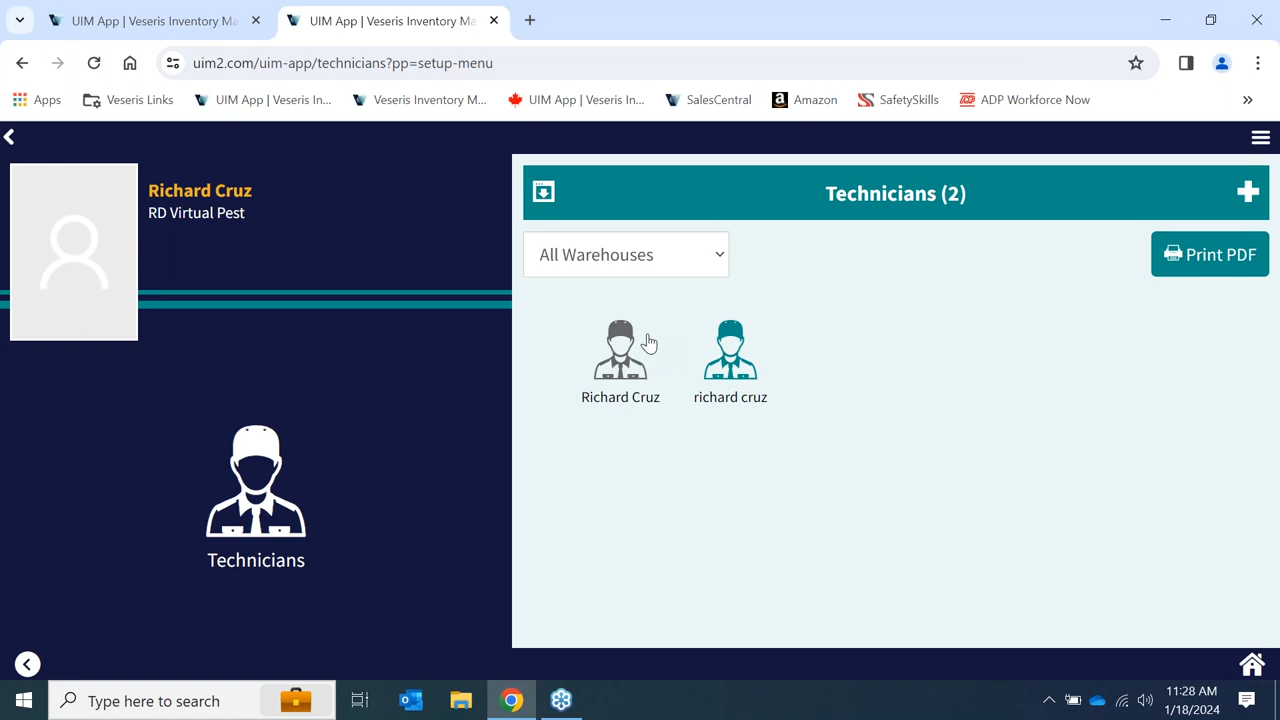 UIM App | Veseris Inventory Ma
UIM App | Veseris Inventory Ma
uim2.com/uim-app/technicians?pp=setup-menu
Apps
Veseris Links
UIM App | Veseris In...
Veseris Inventory M...
UIM App | Veseris In...
SalesCentral
Amazon
SafetySkills
ADP Workforce Now
Richard Cruz
RD Virtual Pest
Technicians
Technicians (2)
All Warehouses
Print PDF
Richard Cruz
richard cruz
Type here to search
11:28 AM
1/18/2024